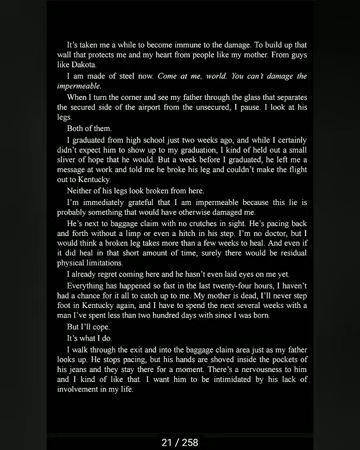 It's taken me a while to become immune to the damage. To build up that
wall that protects me and my heart from people like my mother. From guys
like Dakota.
I am made of steel now. Come at me, world. You can't damage the
impermeable.
When I turn the corner and see my father through the glass that separates
the secured side of the airport from the unsecured, I pause. I look at his
legs.
Both of them.
I graduated from high school just two weeks ago, and while I certainly
didn't expect him to show up to my graduation, I kind of held out a small
sliver of hope that he would. But a week before I graduated, he left me a
message at work and told me he broke his leg and couldn't make the flight
out to Kentucky.
Neither of his legs look broken from here.
I'm immediately grateful that I am impermeable because this lie is
probably something that would have otherwise damaged me.
He's next to baggage claim with no crutches in sight. He's pacing back
and forth without a limp or even a hitch in his step. I'm no doctor, but I
would think a broken leg takes more than a few weeks to heal. And even if
it did heal in that short amount of time, surely there would be residual
physical limitations.
I already regret coming here and he hasn't even laid eyes on me yet.
Everything has happened so fast in the last twenty-four hours, I haven't
had a chance for it all to catch up to me. My mother is dead, I'll never step
foot in Kentucky again, and I have to spend the next several weeks with a
man I've spent less than two hundred days with since I was born.
But I'll cope.
It's what I do.
I walk through the exit and into the baggage claim area just as my father
looks up. He stops pacing, but his hands are shoved inside the pockets of
his jeans and they stay there for a moment. There's a nervousness to him
and I kind of like that. I want him to be intimidated by his lack of
involvement in my life.
21 / 258